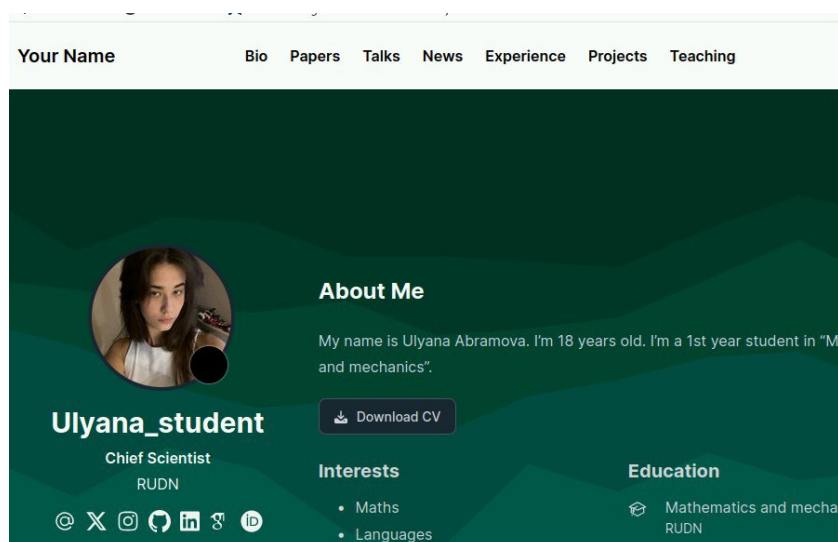 Your Name
Bio Papers Talks News Experience Projects Teaching
About Me
My name is Ulyana Abramova. I’m 18 years old. I’m a 1st year student in “M
and mechanics”.
Download CV
Ulyana_student
Chief Scientist
RUDN
Interests
• Maths
• Languages
Education
Mathematics and mecha
RUDN